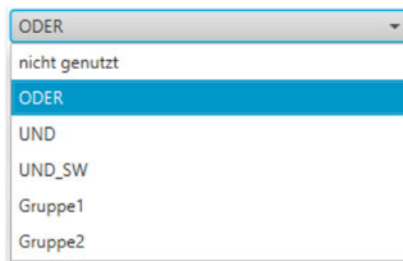 ODER
nicht genutzt
ODER
UND
UND_SW
Gruppe1
Gruppe2